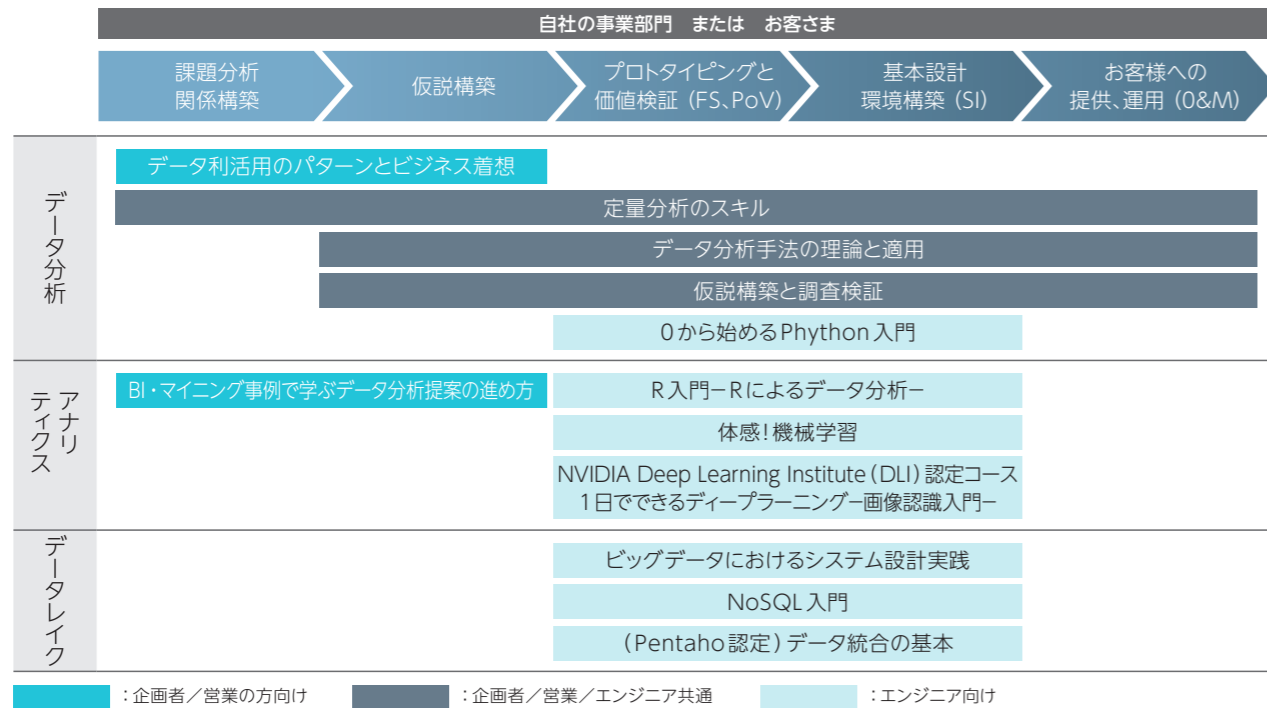 自社の事業部門　または　お客さま
課題分析
関係構築
仮説構築
プロトタイピングと
価値検証（FS、PoV）
基本設計
環境構築（SI）
お客様への
提供、運用（0&M）
データ分析
データ利活用のパターンとビジネス着想
定量分析のスキル
データ分析手法の理論と適用
仮説構築と調査検証
0から始めるPhython入門
アナリ
ティクス
BI・マイニング事例で学ぶデータ分析提案の進め方
R入門−Rによるデータ分析−
体感！機械学習
NVIDIA Deep Learning Institute（DLI）認定コース
1日でできるディープラーニング−画像認識入門−
データレイク
ビッグデータにおけるシステム設計実践
NoSQL入門
（Pentaho認定）データ統合の基本
：企画者／営業の方向け
：企画者／営業／エンジニア共通
：エンジニア向け